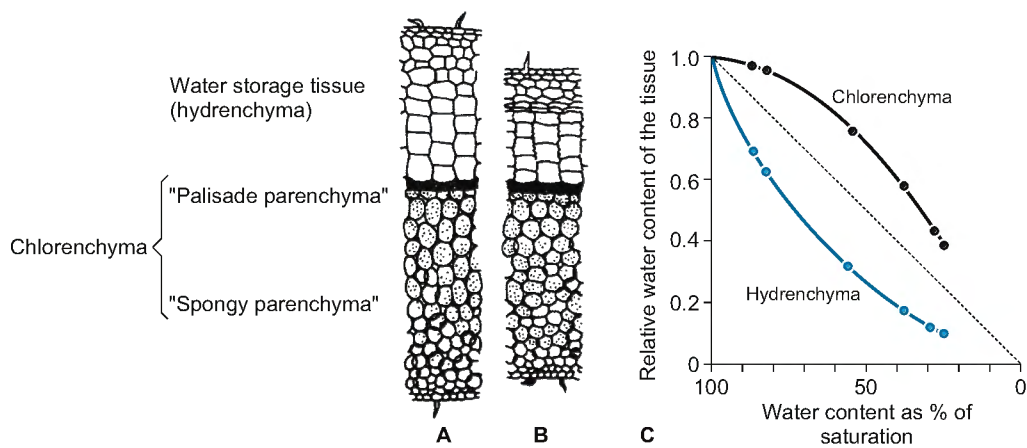 Water storage tissue
(hydrenchyma)
"Palisade parenchyma"
Chlorenchyma
"Spongy parenchyma"
A
B
C
Relative water content of the tissue
1.0
0.8
0.6
0.4
0.2
0
Chlorenchyma
Hydrenchyma
100
50
0
Water content as % of
saturation